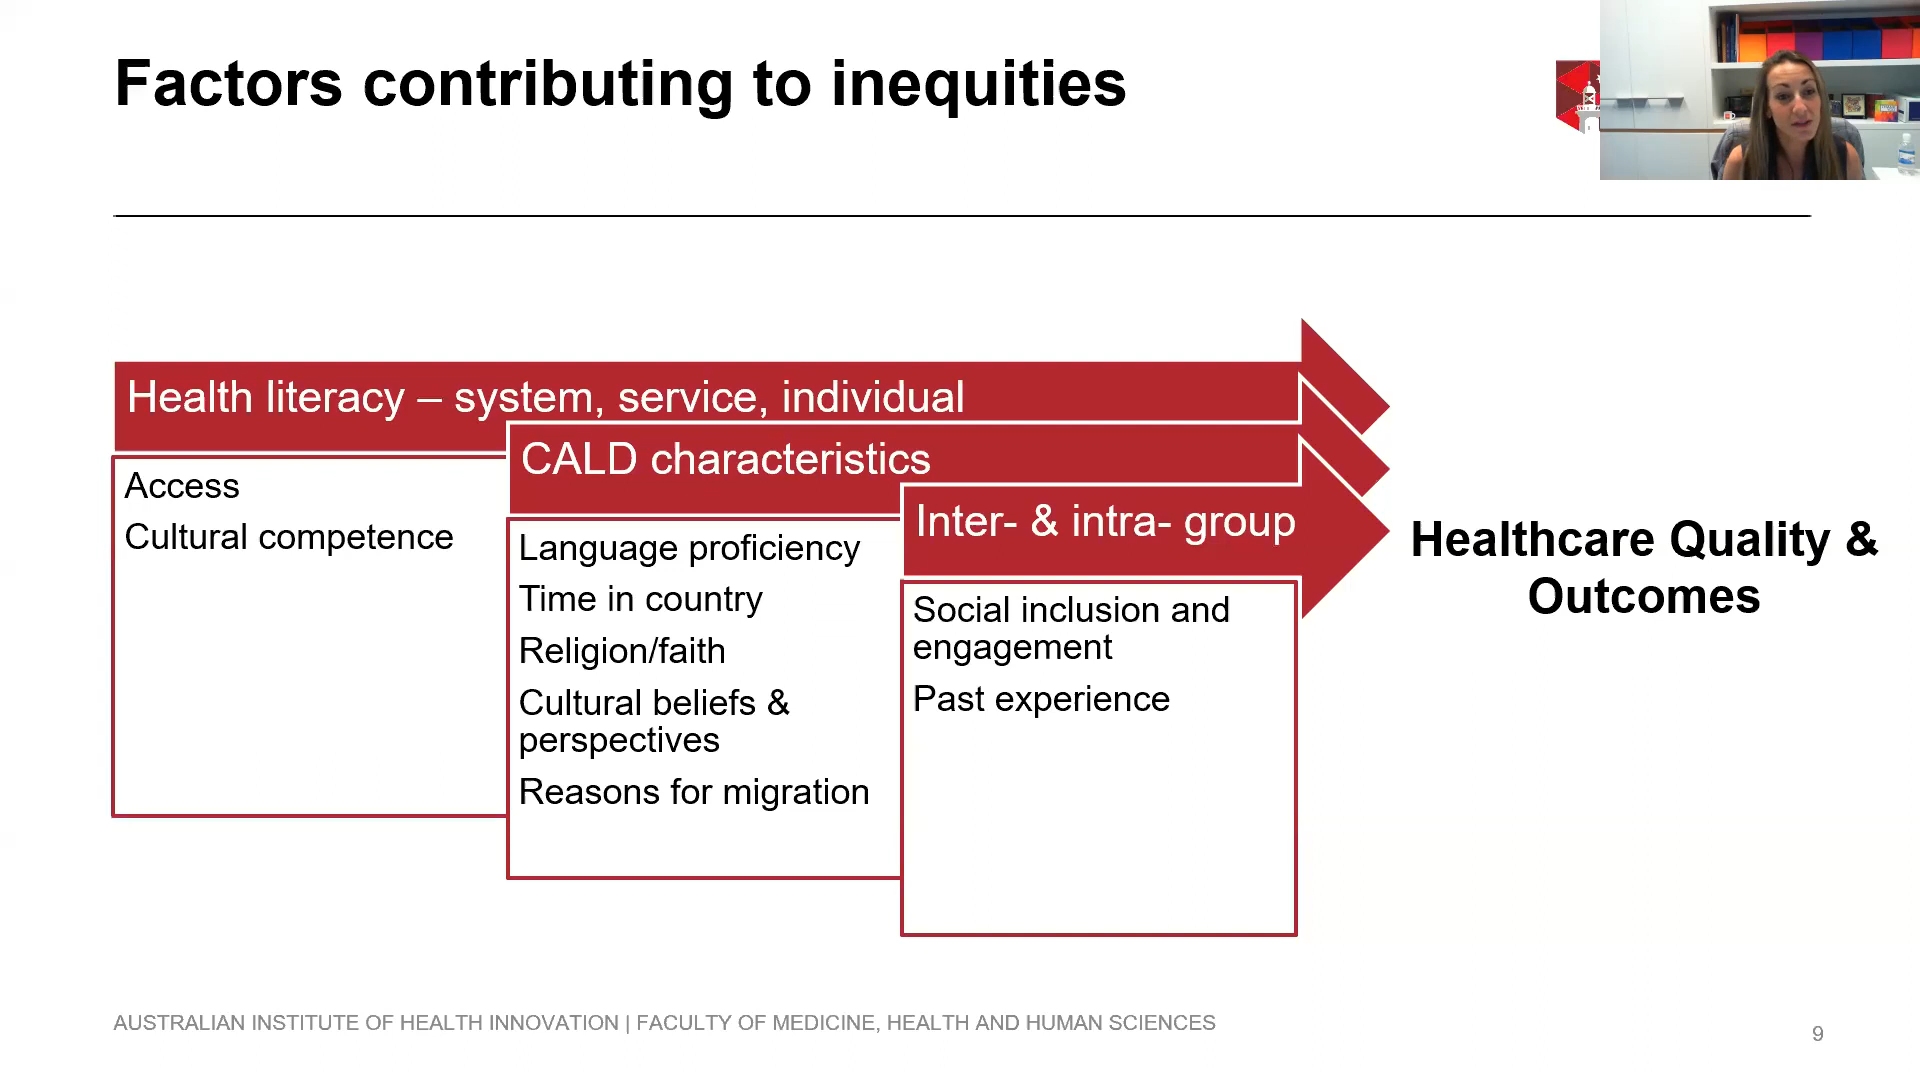 Factors contributing to inequities
Health literacy – system, service, individual
Access
Cultural competence
CALD characteristics
Language proficiency
Time in country
Religion/faith
Cultural beliefs &
perspectives
Reasons for migration
Inter- & intra- group
Social inclusion and
engagement
Past experience
Healthcare Quality &
Outcomes
AUSTRALIAN INSTITUTE OF HEALTH INNOVATION | FACULTY OF MEDICINE, HEALTH AND HUMAN SCIENCES
9